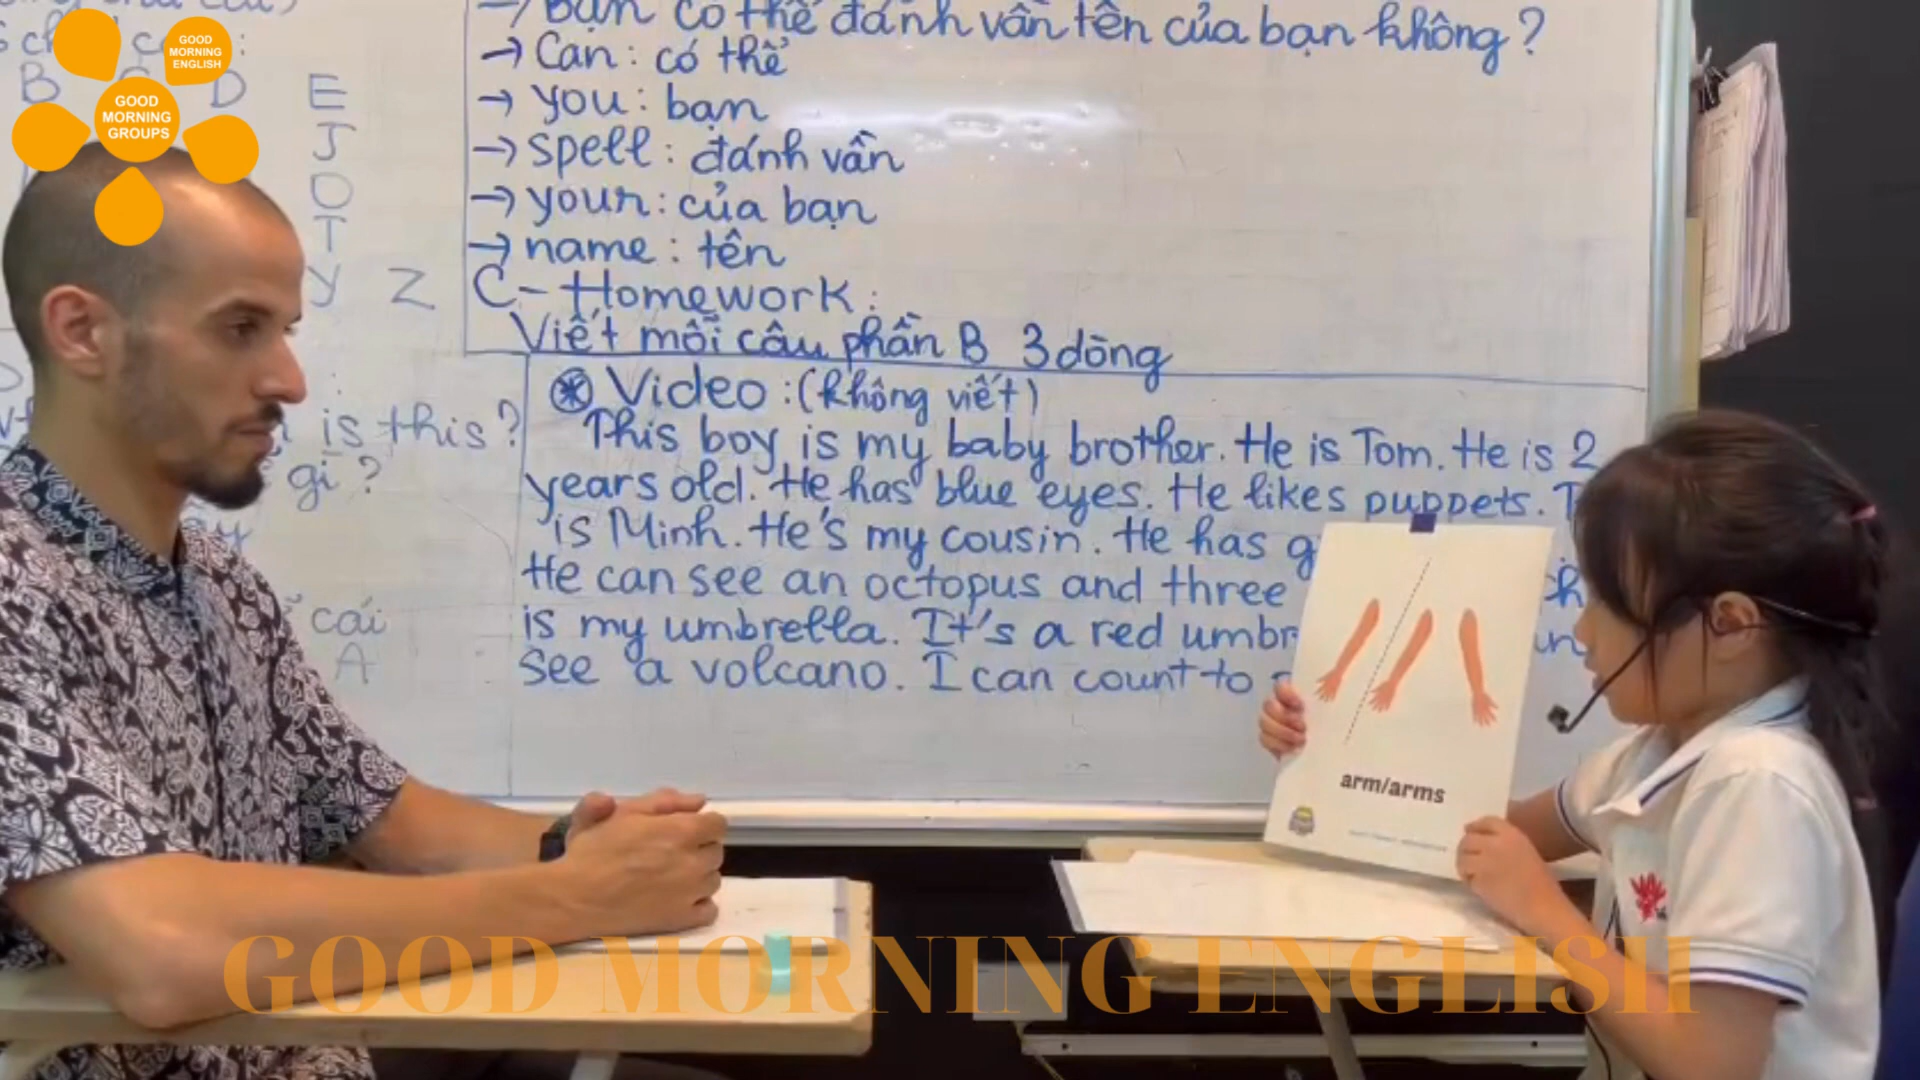 GOOD MORNING ENGLISH
GOOD MORNING GROUPS
B C D E
J
O
T
Y Z
is this?
gì?
cái
A
→ Bạn có thể đánh vần tên của bạn không?
→ Can: có thể
→ you: bạn
→ spell: đánh vần
→ your: của bạn
→ name: tên
C- Homework:
Viết mỗi câu phần B 3 dòng
Video: (không viết)
This boy is my baby brother. He is Tom. He is 2
years old. He has blue eyes. He likes puppets.
is Minh. He's my cousin. He has
He can see an octopus and three
is my umbrella. It's a red
see a volcano. I can count to
arm/arms
GOOD MORNING ENGLISH